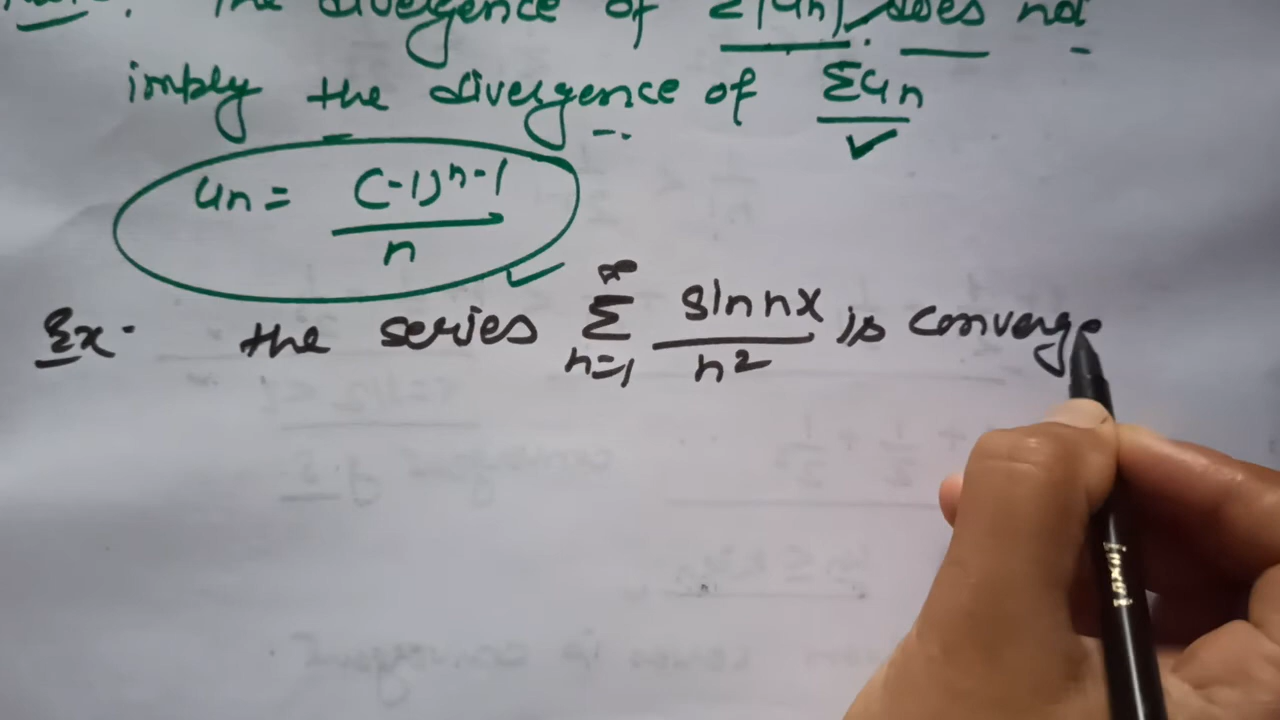 The divergence of Σ|un| does not
imply the divergence of Σun
un = (-1)^n-1 / n
Ex. the series ∞ Σ n=1 sin nx / n² is converge